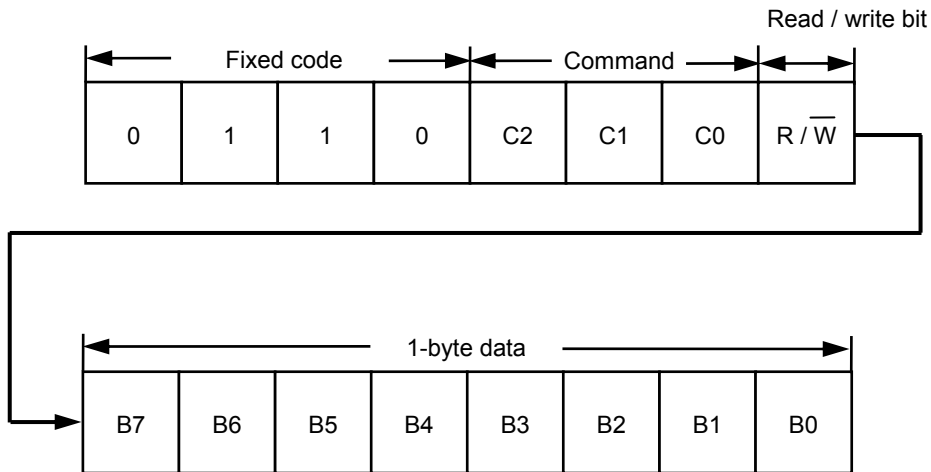 Read / write bit
Fixed code Command
0 1 1 0 C2 C1 C0 R / W̅
1-byte data
B7 B6 B5 B4 B3 B2 B1 B0